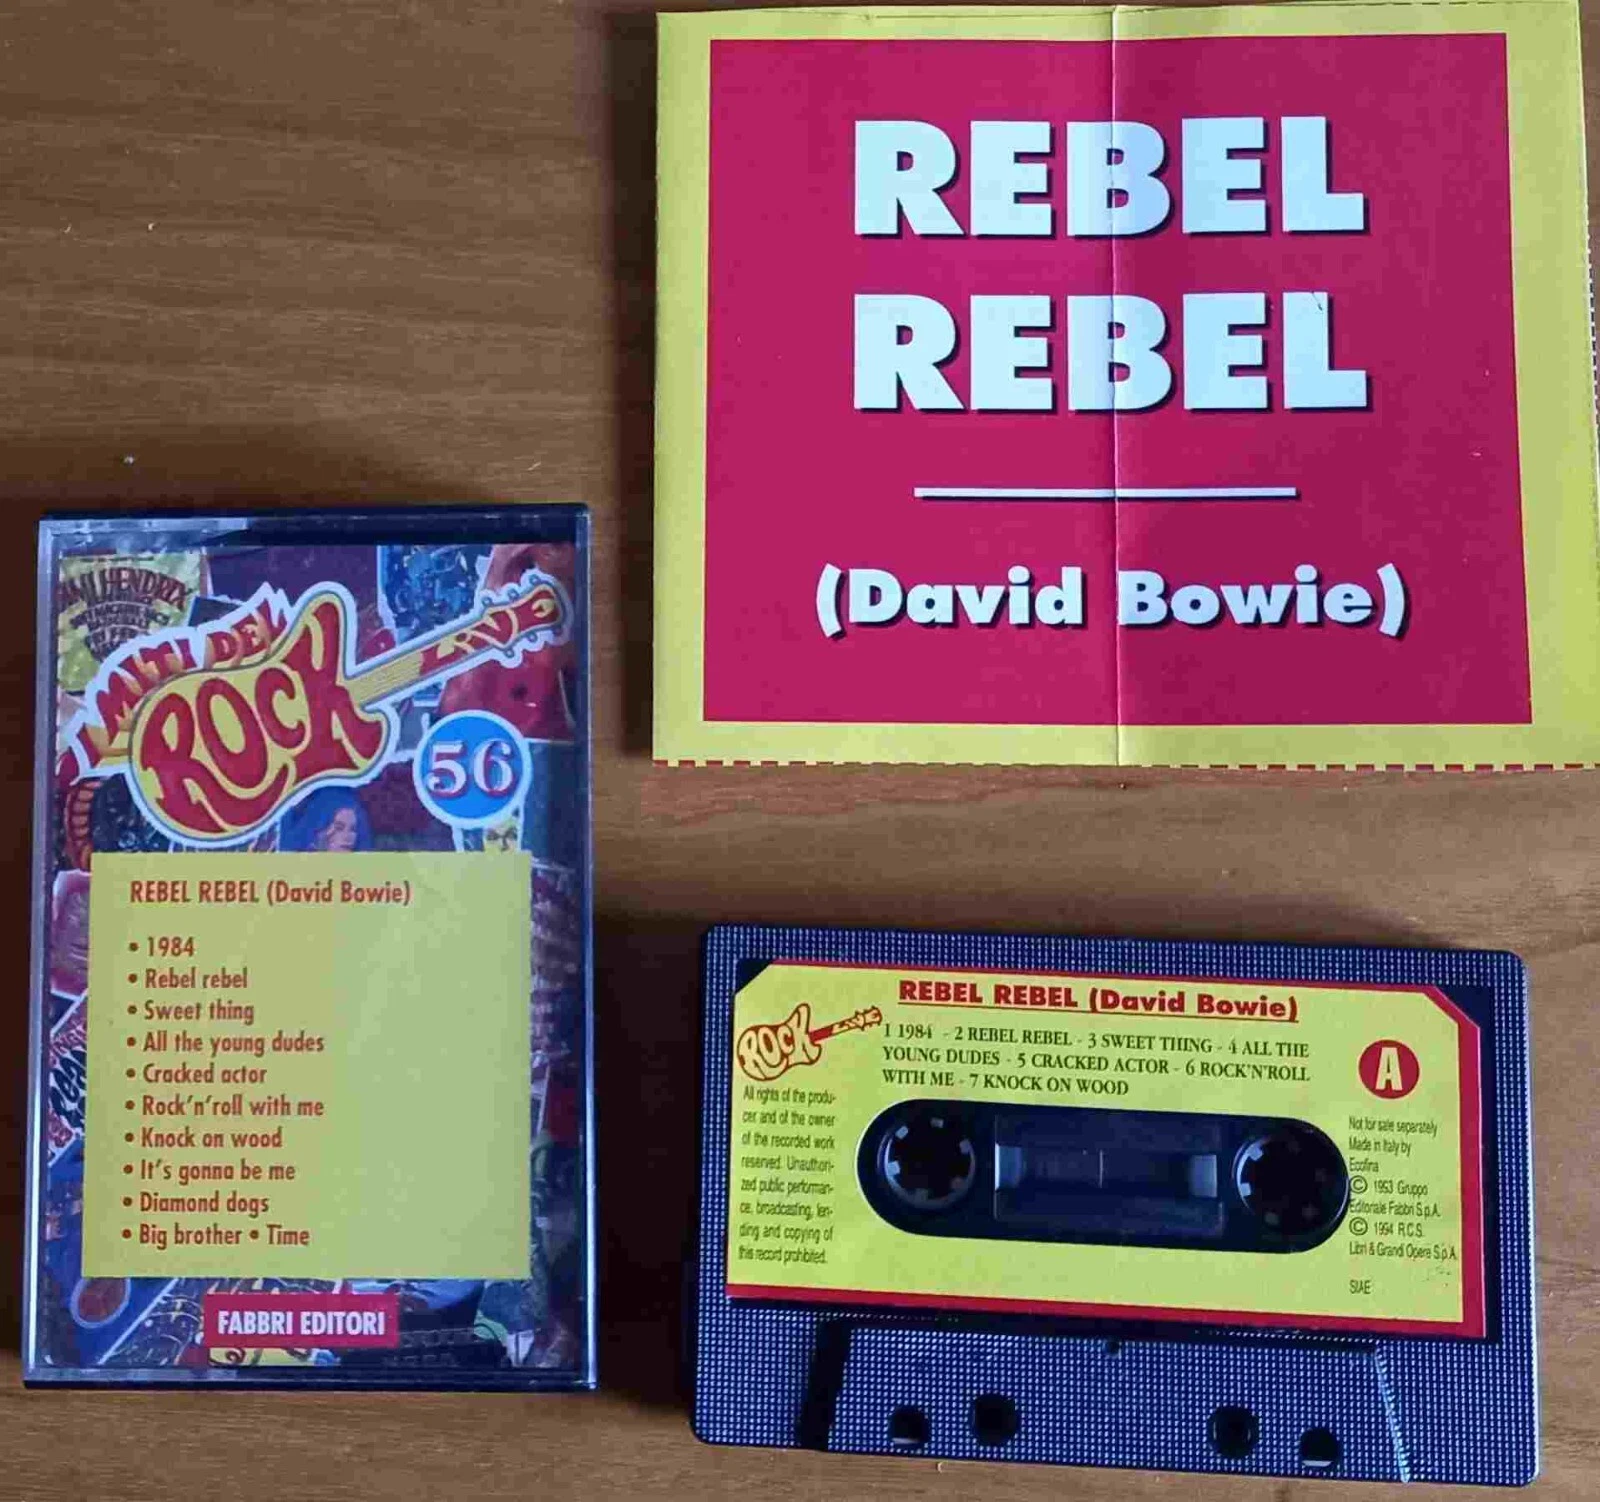 REBEL
REBEL
(David Bowie)
JIMI HENDRIX
MITI DEL
ROCK
LIVE
56
REBEL REBEL (David Bowie)
• 1984
• Rebel rebel
• Sweet thing
• All the young dudes
• Cracked actor
• Rock'n'roll with me
• Knock on wood
• It's gonna be me
• Diamond dogs
• Big brother • Time
FABBRI EDITORI
REBEL REBEL (David Bowie)
ROCK LIVE
1 1984 - 2 REBEL REBEL - 3 SWEET THING - 4 ALL THE
YOUNG DUDES - 5 CRACKED ACTOR - 6 ROCK'N'ROLL
WITH ME - 7 KNOCK ON WOOD
A
All rights of the produ-
cer and of the owner
of the recorded work
reserved. Unauthori-
zed public performan-
ce, broadcasting, len-
ding and copying of
this record prohibited.
Not for sale separately
Made in Italy by
Ecofina
© 1993 Gruppo
Editoriale Fabbri S.p.A.
© 1994 R.C.S.
Libri & Grandi Opere S.p.A.
SIAE